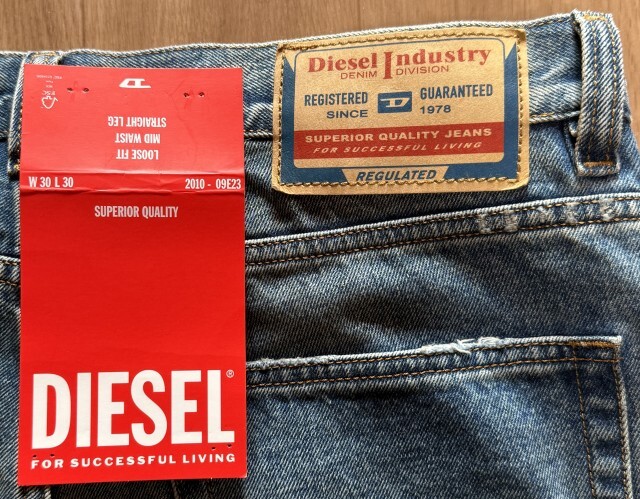 LOOSE FIT
MID WAIST
STRAIGHT LEG
W 30 L 30 2010 - 09E23
SUPERIOR QUALITY
DIESEL®
FOR SUCCESSFUL LIVING
Diesel Industry
DENIM DIVISION
REGISTERED D GUARANTEED
SINCE 1978
SUPERIOR QUALITY JEANS
FOR SUCCESSFUL LIVING
REGULATED